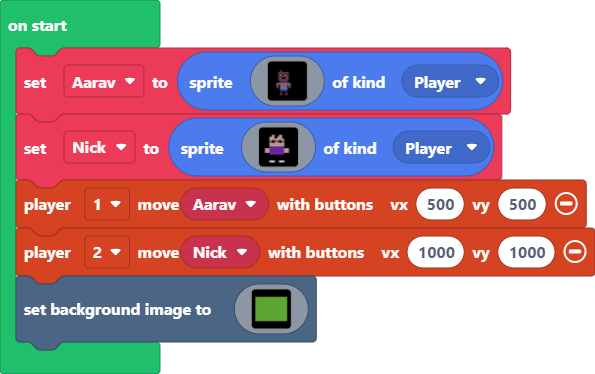 on start
set Aarav to sprite of kind Player
set Nick to sprite of kind Player
player 1 move Aarav with buttons vx 500 vy 500
player 2 move Nick with buttons vx 1000 vy 1000
set background image to